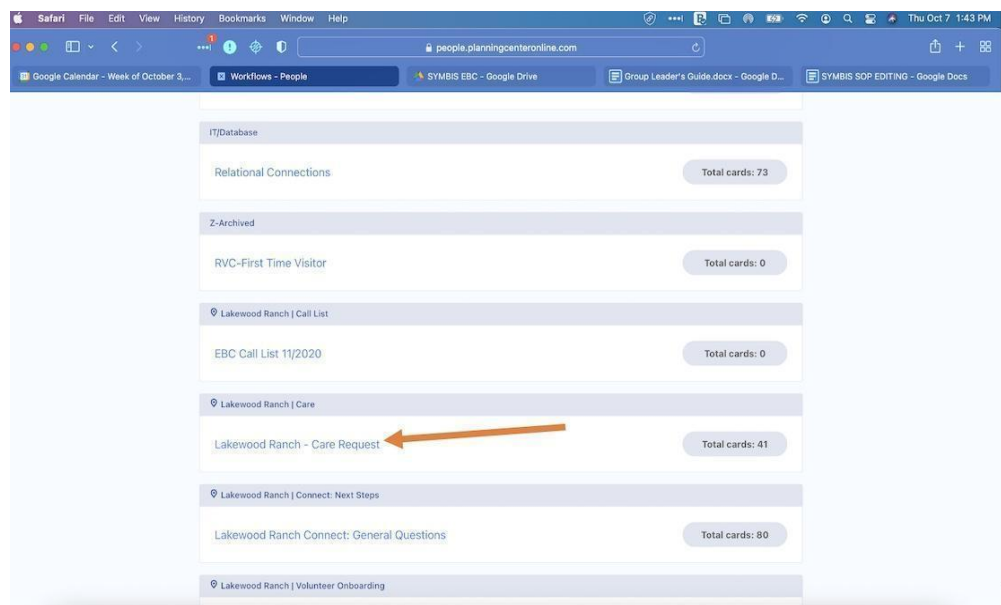 Safari File Edit View History Bookmarks Window Help
Thu Oct 7 1:43 PM
1
people.planningcenteronline.com
Google Calendar - Week of October 3,...
Workflows - People
SYMBIS EBC - Google Drive
Group Leader's Guide.docx - Google D...
SYMBIS SOP EDITING - Google Docs
IT/Database
Relational Connections
Total cards: 73
Z-Archived
RVC-First Time Visitor
Total cards: 0
Lakewood Ranch | Call List
EBC Call List 11/2020
Total cards: 0
Lakewood Ranch | Care
Lakewood Ranch - Care Request
Total cards: 41
Lakewood Ranch | Connect: Next Steps
Lakewood Ranch Connect: General Questions
Total cards: 80
Lakewood Ranch | Volunteer Onboarding